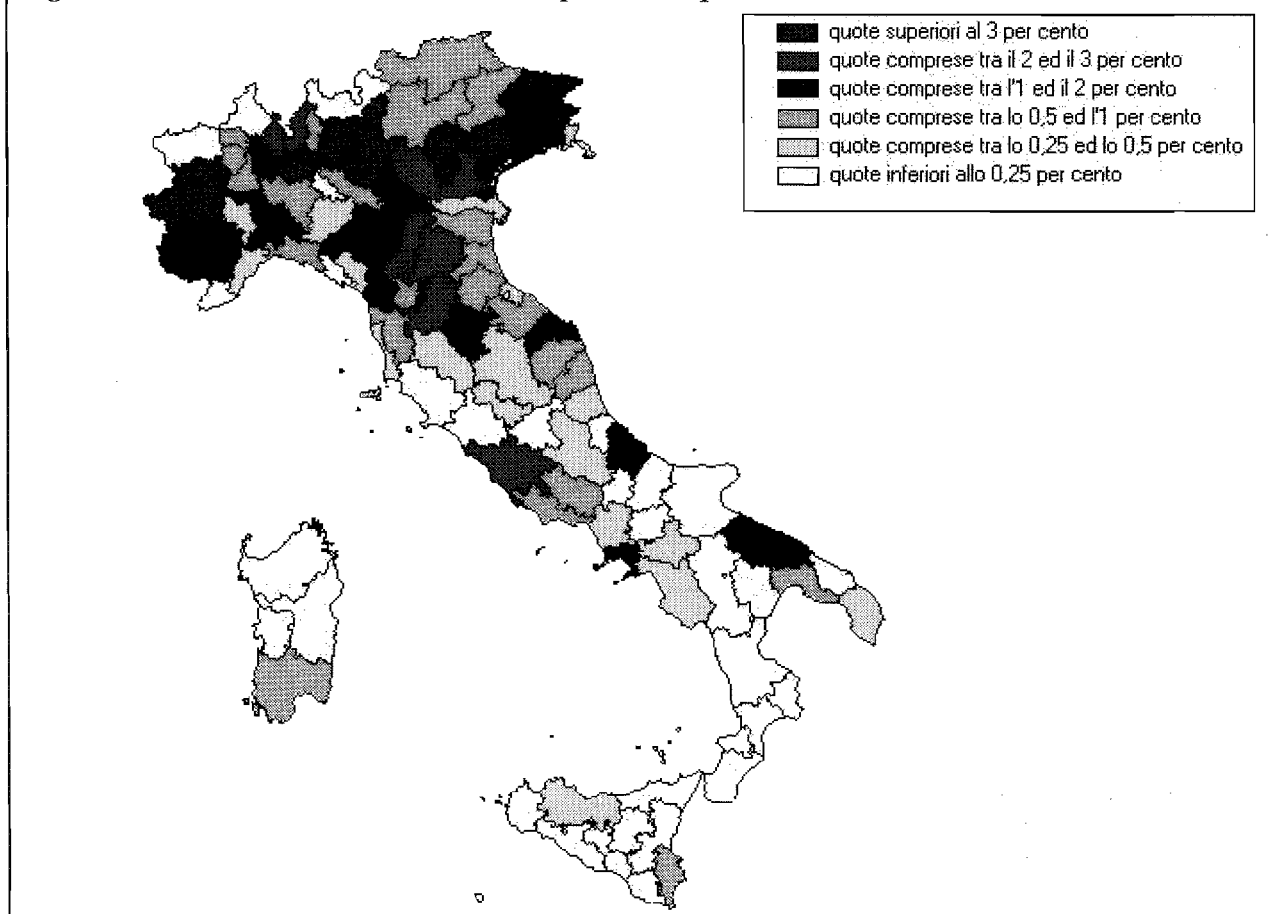 quote superiori al 3 per cento
quote comprese tra il 2 ed il 3 per cento
quote comprese tra l'1 ed il 2 per cento
quote comprese tra lo 0,5 ed l'1 per cento
quote comprese tra lo 0,25 ed lo 0,5 per cento
quote inferiori allo 0,25 per cento